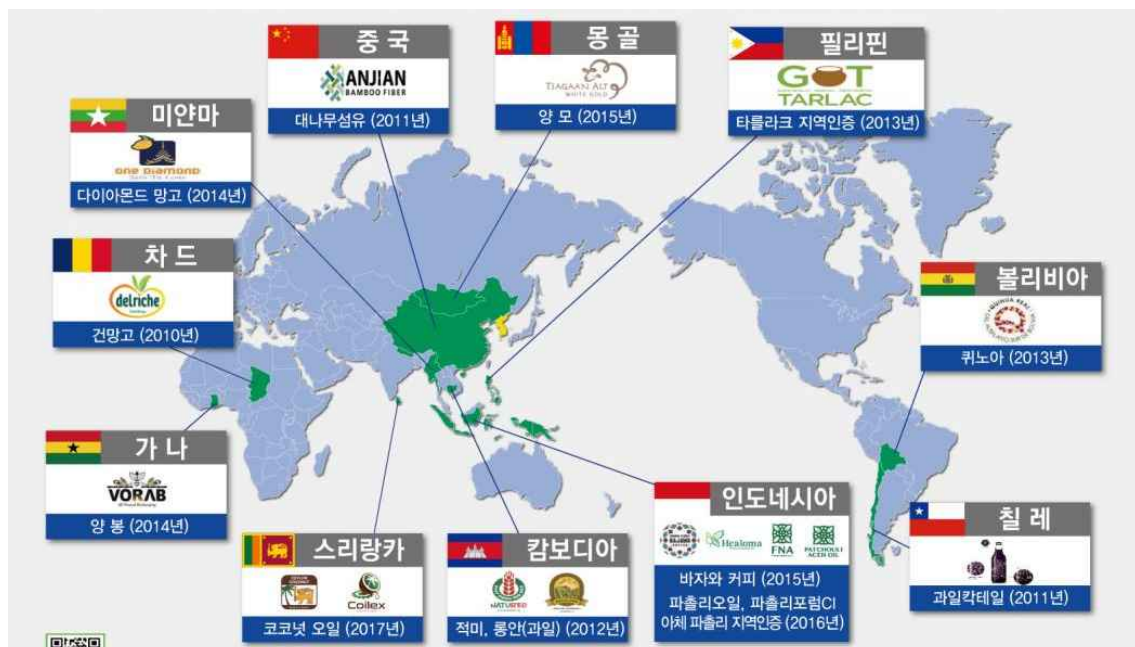 중 국
ANJIAN
BAMBOO FIBER
대나무섬유 (2011년)
몽 골
TSAGAAN ALT
WHITE GOLD
양 모 (2015년)
필리핀
GOT
TARLAC
타를라크 지역인증 (2013년)
미얀마
ONE DIAMOND
다이아몬드 망고 (2014년)
차 드
delriche
건망고 (2010년)
볼리비아
QUINUA REAL
퀴노아 (2013년)
가 나
VORAB
양 봉 (2014년)
스리랑카
Coilex
코코넛 오일 (2017년)
캄보디아
적미, 롱안(과일) (2012년)
인도네시아
Healoma
FNA
PATCHOULI
ACEH OIL
바자와 커피 (2015년)
파촐리오일, 파촐리포럼CI
아체 파촐리 지역인증 (2016년)
칠 레
과일칵테일 (2011년)